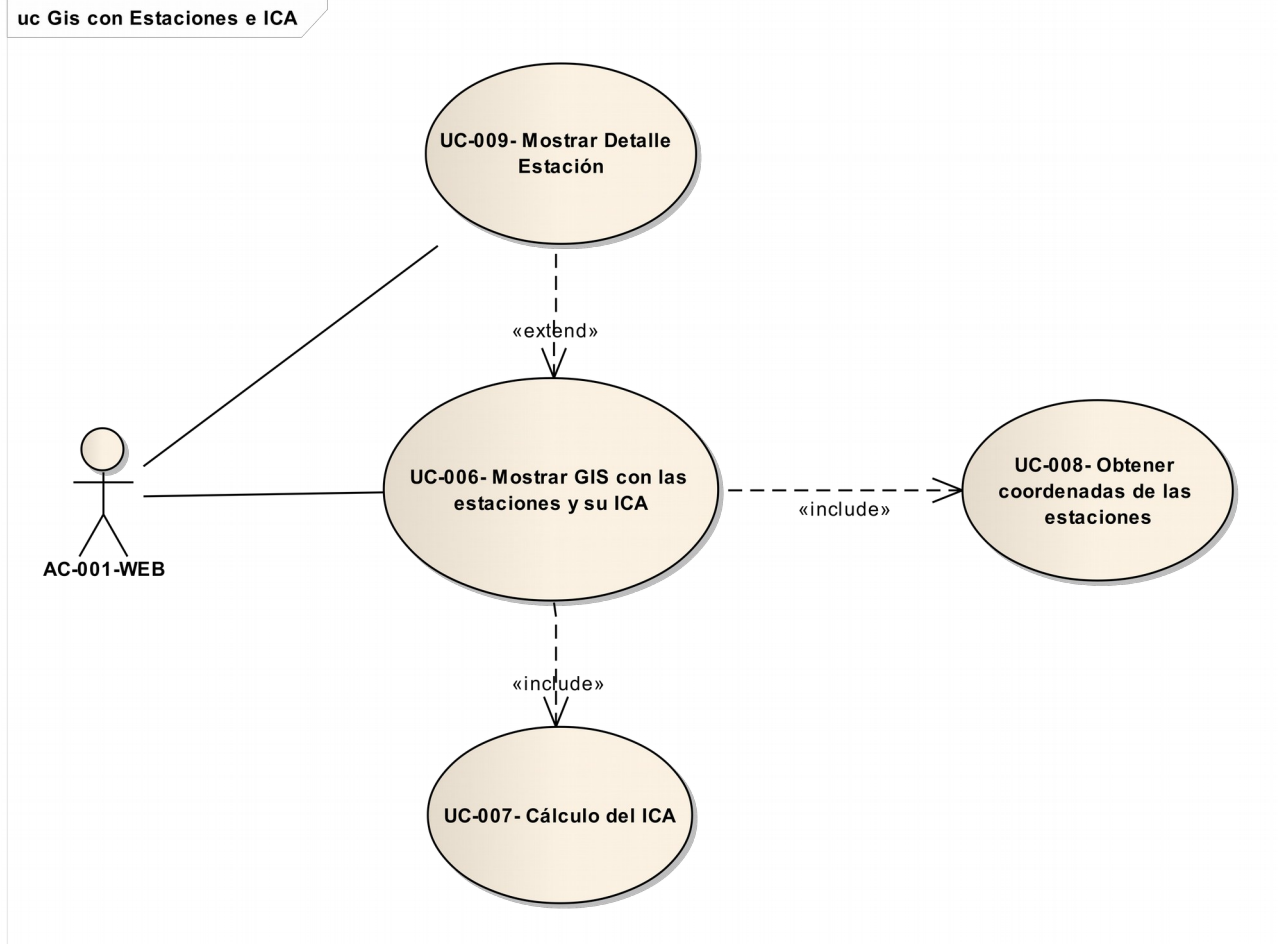 uc Gis con Estaciones e ICA
UC-009- Mostrar Detalle
Estación
«extend»
UC-006- Mostrar GIS con las
estaciones y su ICA
«include»
UC-008- Obtener
coordenadas de las
estaciones
AC-001-WEB
«include»
UC-007- Cálculo del ICA